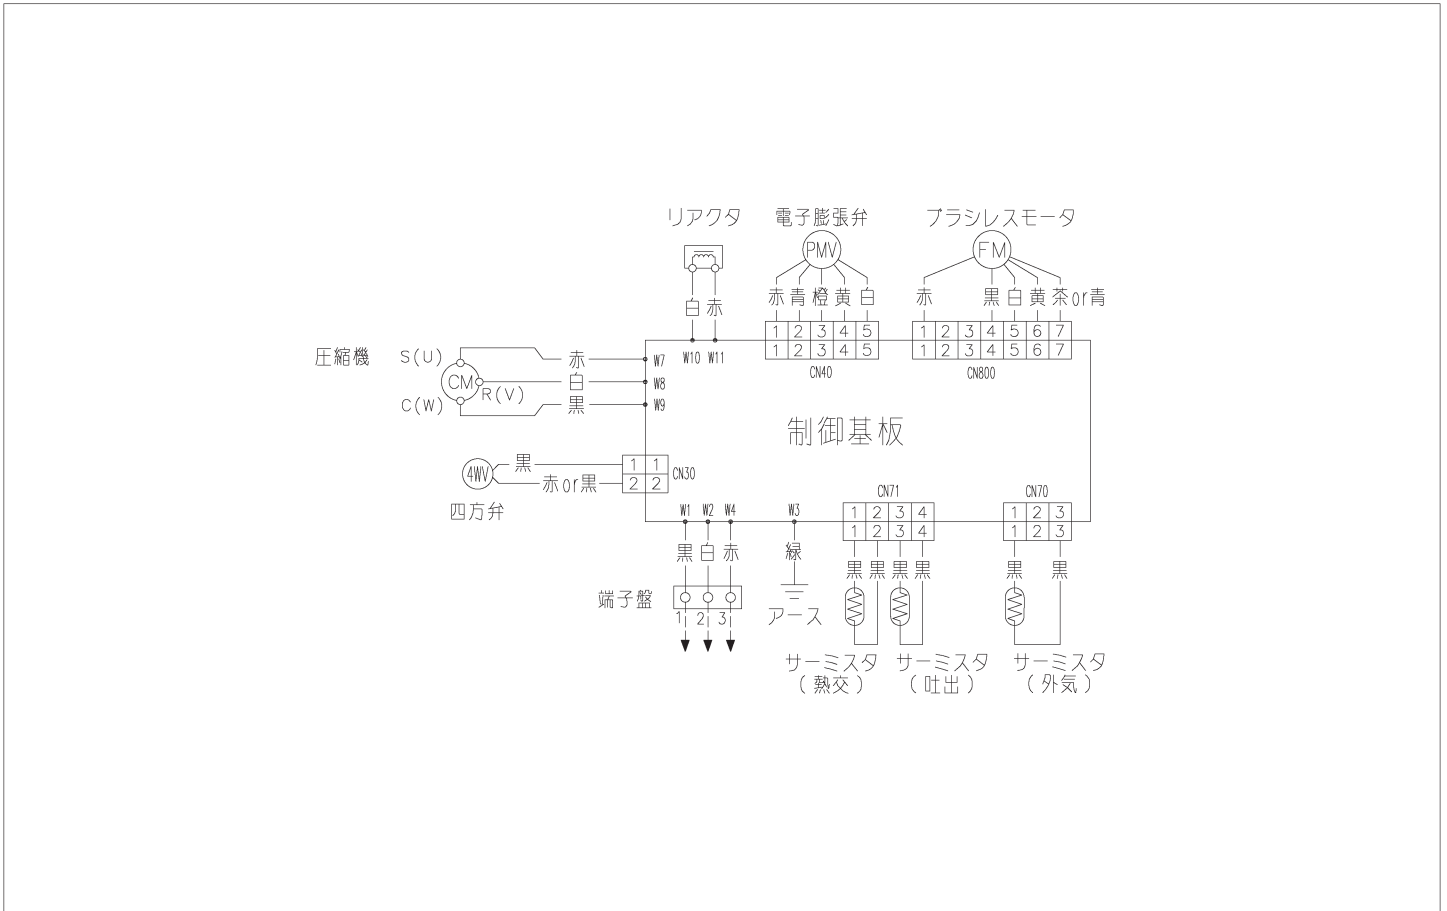 リアクタ 電子膨張弁 ブラシレスモータ
PMV FM
白 赤 赤 青 橙 黄 白 赤 黒 白 黄 茶or青
1 2 3 4 5 1 2 3 4 5 6 7
1 2 3 4 5 1 2 3 4 5 6 7
W10 W11 CN40 CN800
圧縮機 S(U) 赤 W7
CM R(V) 白 W8
C(W) 黒 W9
制御基板
4WV 黒 1 1 CN30
赤or黒 2 2
四方弁
CN71 CN70
W1 W2 W4 W3 1 2 3 4 1 2 3
1 2 3 4 1 2 3
黒 白 赤 緑 黒 黒 黒 黒 黒 黒
端子盤 1 2 3 アース
サーミスタ サーミスタ サーミスタ
(熱交) (吐出) (外気)